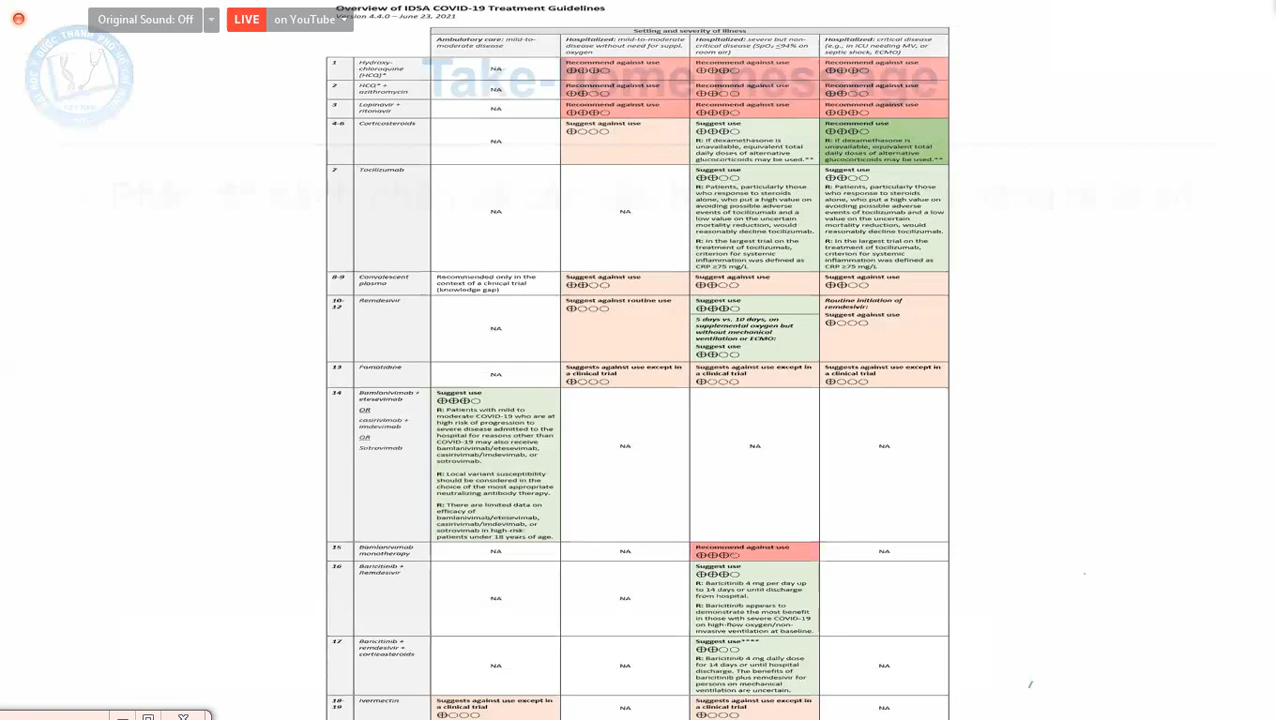 Original Sound: Off
LIVE on YouTube
Overview of IDSA COVID-19 Treatment Guidelines
Version 4.4.0 – June 23, 2021
Take-home message
Setting and severity of illness
Ambulatory care: mild-to-
moderate disease
Hospitalized: mild-to-moderate
disease without need for suppl.
oxygen
Hospitalized: severe but non-
critical disease (SpO₂ ≤94% on
room air)
Hospitalized: critical disease
(e.g., in ICU needing MV, or
septic shock, ECMO)
1
Hydroxy-
chloroquine
(HCQ)*
NA
Recommend against use
Recommend against use
Recommend against use
2
HCQ* +
azithromycin
NA
Recommend against use
Recommend against use
Recommend against use
3
Lopinavir +
ritonavir
NA
Recommend against use
Recommend against use
Recommend against use
4-6
Corticosteroids
NA
Suggest against use
Suggest use
R: If dexamethasone is
unavailable, equivalent total
daily doses of alternative
glucocorticoids may be used.**
Recommend use
R: If dexamethasone is
unavailable, equivalent total
daily doses of alternative
glucocorticoids may be used.**
7
Tocilizumab
NA
NA
Suggest use
R: Patients, particularly those
who response to steroids
alone, who put a high value on
avoiding possible adverse
events of tocilizumab and a
low value on the uncertain
mortality reduction, would
reasonably decline tocilizumab.
R: In the largest trial on the
treatment of tocilizumab,
criterion for systemic
inflammation was defined as
CRP ≥75 mg/L
Suggest use
R: Patients, particularly those
who response to steroids
alone, who put a high value on
avoiding possible adverse
events of tocilizumab and a low
value on the uncertain
mortality reduction, would
reasonably decline tocilizumab.
R: In the largest trial on the
treatment of tocilizumab,
criterion for systemic
inflammation was defined as
CRP ≥75 mg/L
8-9
Convalescent
plasma
Recommended only in the
context of a clinical trial
(knowledge gap)
Suggest against use
Suggest against use
Suggest against use
10-
12
Remdesivir
NA
Suggest against routine use
Suggest use
5 days vs. 10 days, on
supplemental oxygen but
without mechanical
ventilation or ECMO:
Suggest use
Routine initiation of
remdesivir:
Suggest against use
13
Famotidine
NA
Suggests against use except in
a clinical trial
Suggests against use except in
a clinical trial
Suggests against use except in
a clinical trial
14
Bamlanivimab +
etesevimab
OR
casirivimab +
imdevimab
OR
Sotrovimab
Suggest use
R: Patients with mild to
moderate COVID-19 who are at
high risk of progression to
severe disease admitted to the
hospital for reasons other than
COVID-19 may also receive
bamlanivimab/etesevimab,
casirivimab/imdevimab, or
sotrovimab.
R: Local variant susceptibility
should be considered in the
choice of the most appropriate
neutralizing antibody therapy.
R: There are limited data on
efficacy of
bamlanivimab/etesevimab,
casirivimab/imdevimab, or
sotrovimab in high-risk
patients under 18 years of age.
NA
NA
NA
15
Bamlanivimab
monotherapy
NA
NA
Recommend against use
NA
16
Baricitinib +
Remdesivir
NA
NA
Suggest use
R: Baricitinib 4 mg per day up
to 14 days or until discharge
from hospital.
R: Baricitinib appears to
demonstrate the most benefit
in those with severe COVID-19
on high-flow oxygen/non-
invasive ventilation at baseline.
NA
17
Baricitinib +
remdesivir +
corticosteroids
NA
NA
Suggest use****
R: Baricitinib 4 mg daily dose
for 14 days or until hospital
discharge. The benefits of
baricitinib plus remdesivir for
persons on mechanical
ventilation are uncertain.
NA
18-
19
Ivermectin
Suggests against use except in
a clinical trial
NA
Suggests against use except in
a clinical trial
NA